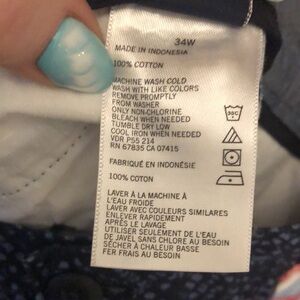 34W
MADE IN INDONESIA
100% COTTON
MACHINE WASH COLD
WASH WITH LIKE COLORS
REMOVE PROMPTLY
FROM WASHER
ONLY NON-CHLORINE
BLEACH WHEN NEEDED
TUMBLE DRY LOW
COOL IRON WHEN NEEDED
VDR P55 214
RN 67835 CA 07415
30C
FABRIQUÉ EN INDONÉSIE
100% COTON
LAVER À LA MACHINE À
L'EAU FROIDE
LAVER AVEC COULEURS SIMILAIRES
ENLEVER RAPIDEMENT
APRÈS LE LAVAGE
UTILISER SEULEMENT DE L'EAU
DE JAVEL SANS CHLORE AU BESOIN
SÉCHER À CHALEUR BASSE
FER FRAIS AU BESOIN